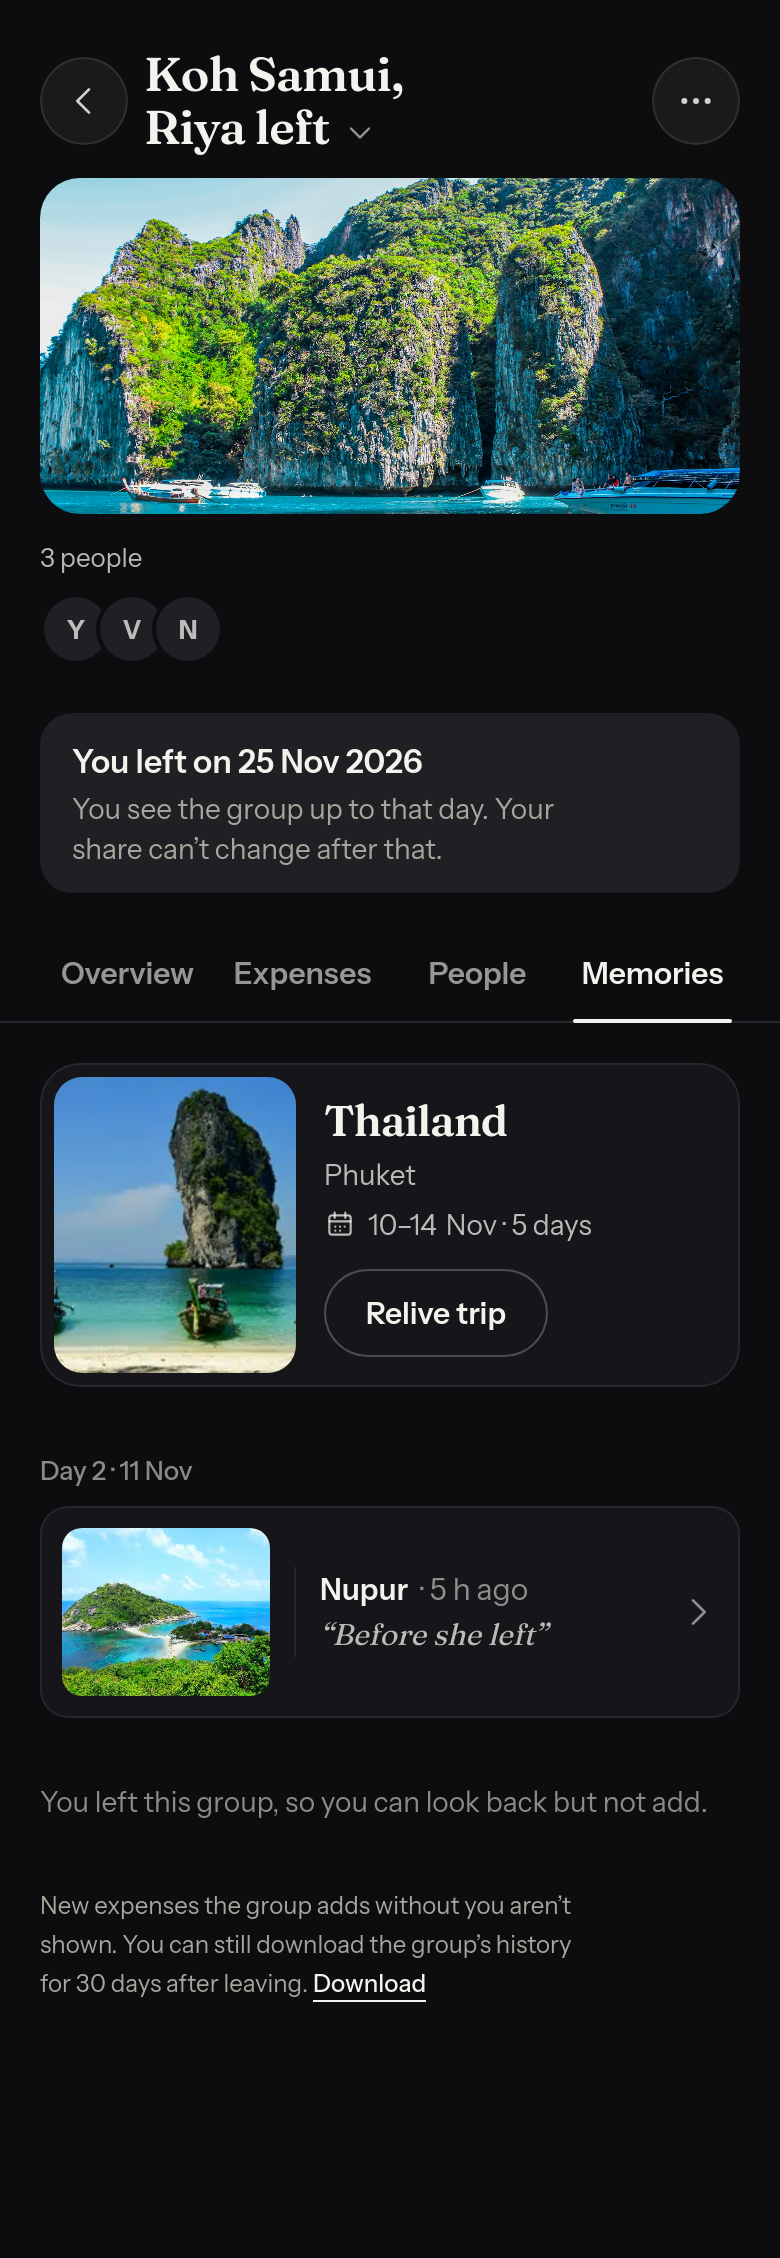 Koh Samui,
Riya left
3 people
Y V N
You left on 25 Nov 2026
You see the group up to that day. Your
share can’t change after that.
Overview Expenses People Memories
Thailand
Phuket
10–14 Nov · 5 days
Relive trip
Day 2 · 11 Nov
Nupur · 5 h ago
“Before she left”
You left this group, so you can look back but not add.
New expenses the group adds without you aren’t
shown. You can still download the group’s history
for 30 days after leaving. Download